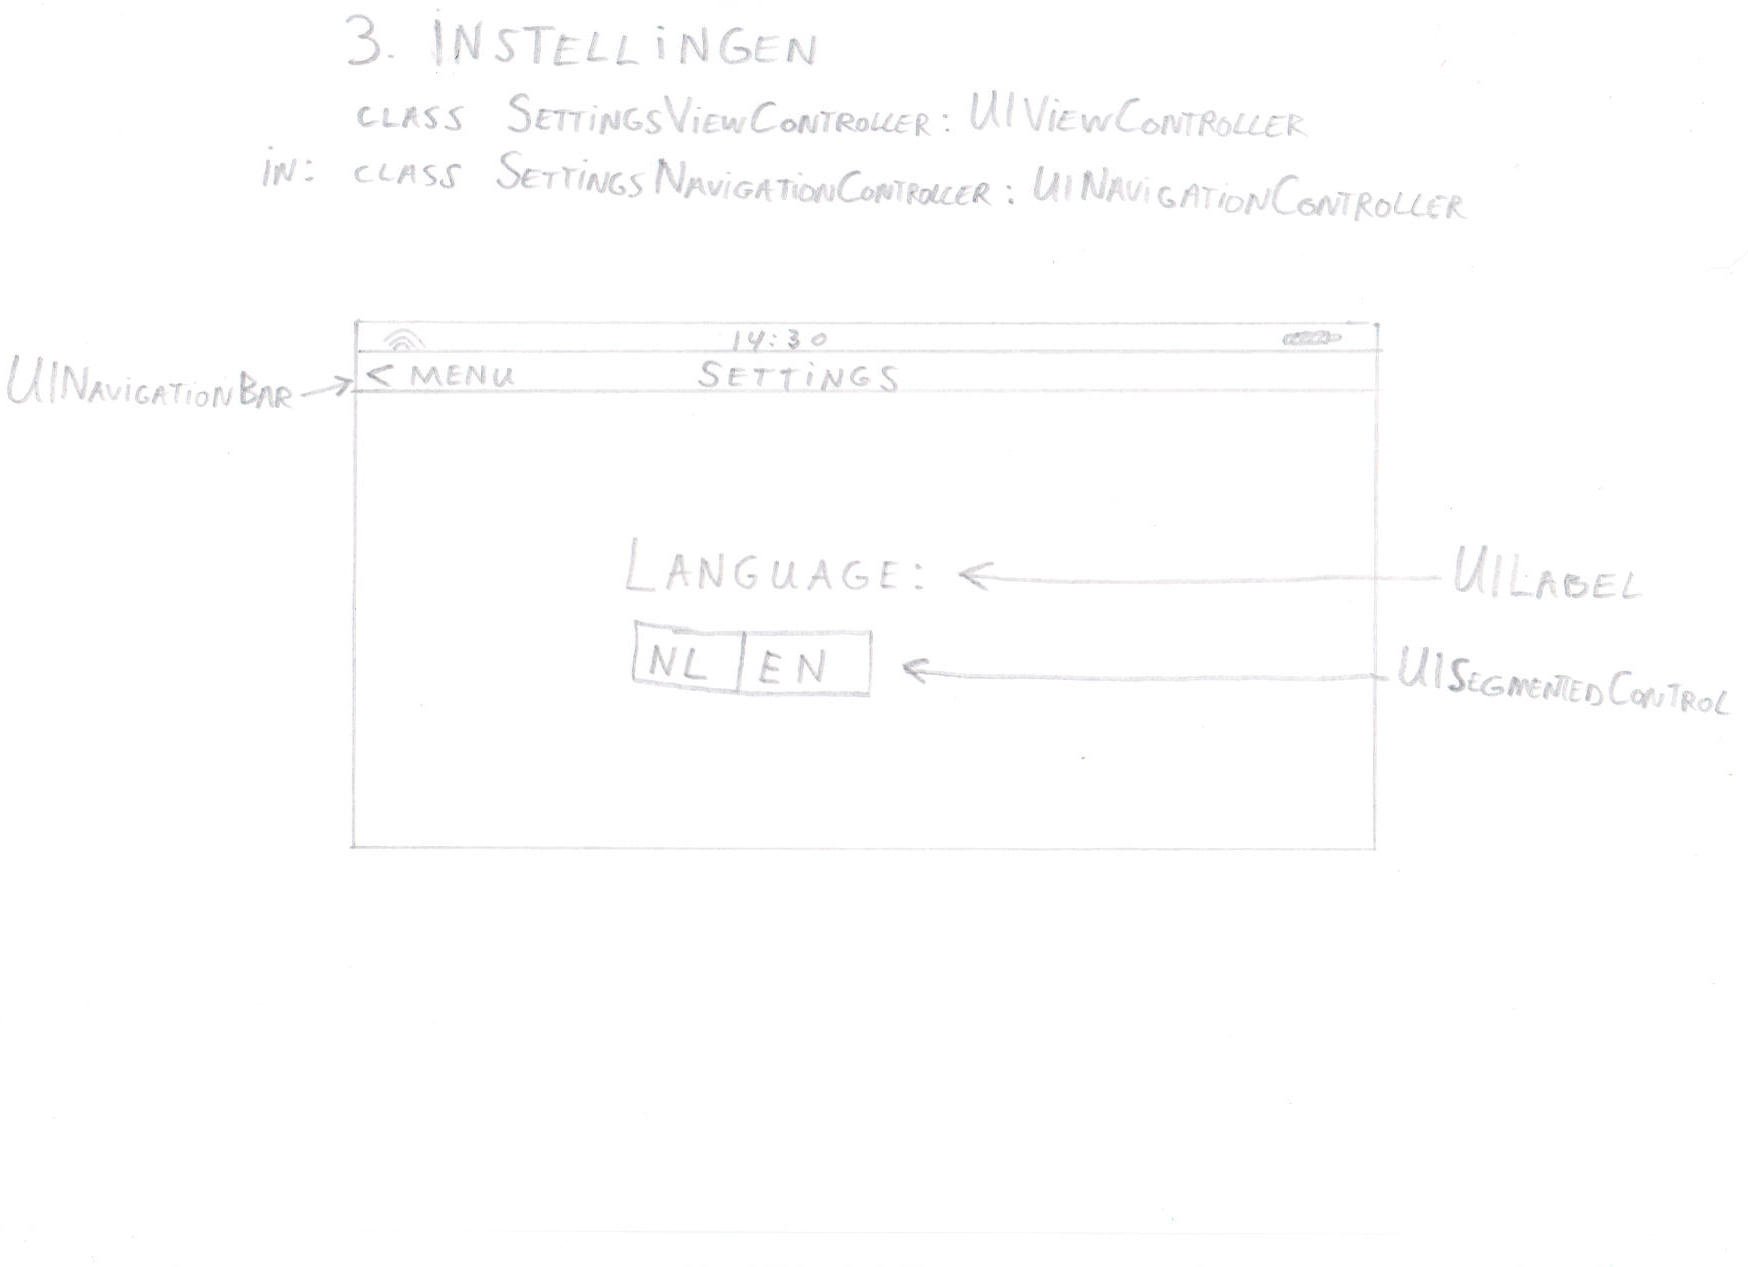 3. INSTELLINGEN
CLASS SETTINGSVIEWCONTROLLER: UIVIEWCONTROLLER
IN: CLASS SETTINGSNAVIGATIONCONTROLLER: UINAVIGATIONCONTROLLER
14:30
UINAVIGATIONBAR
< MENU SETTINGS
LANGUAGE:
UILABEL
NL EN
UISEGMENTEDCONTROL